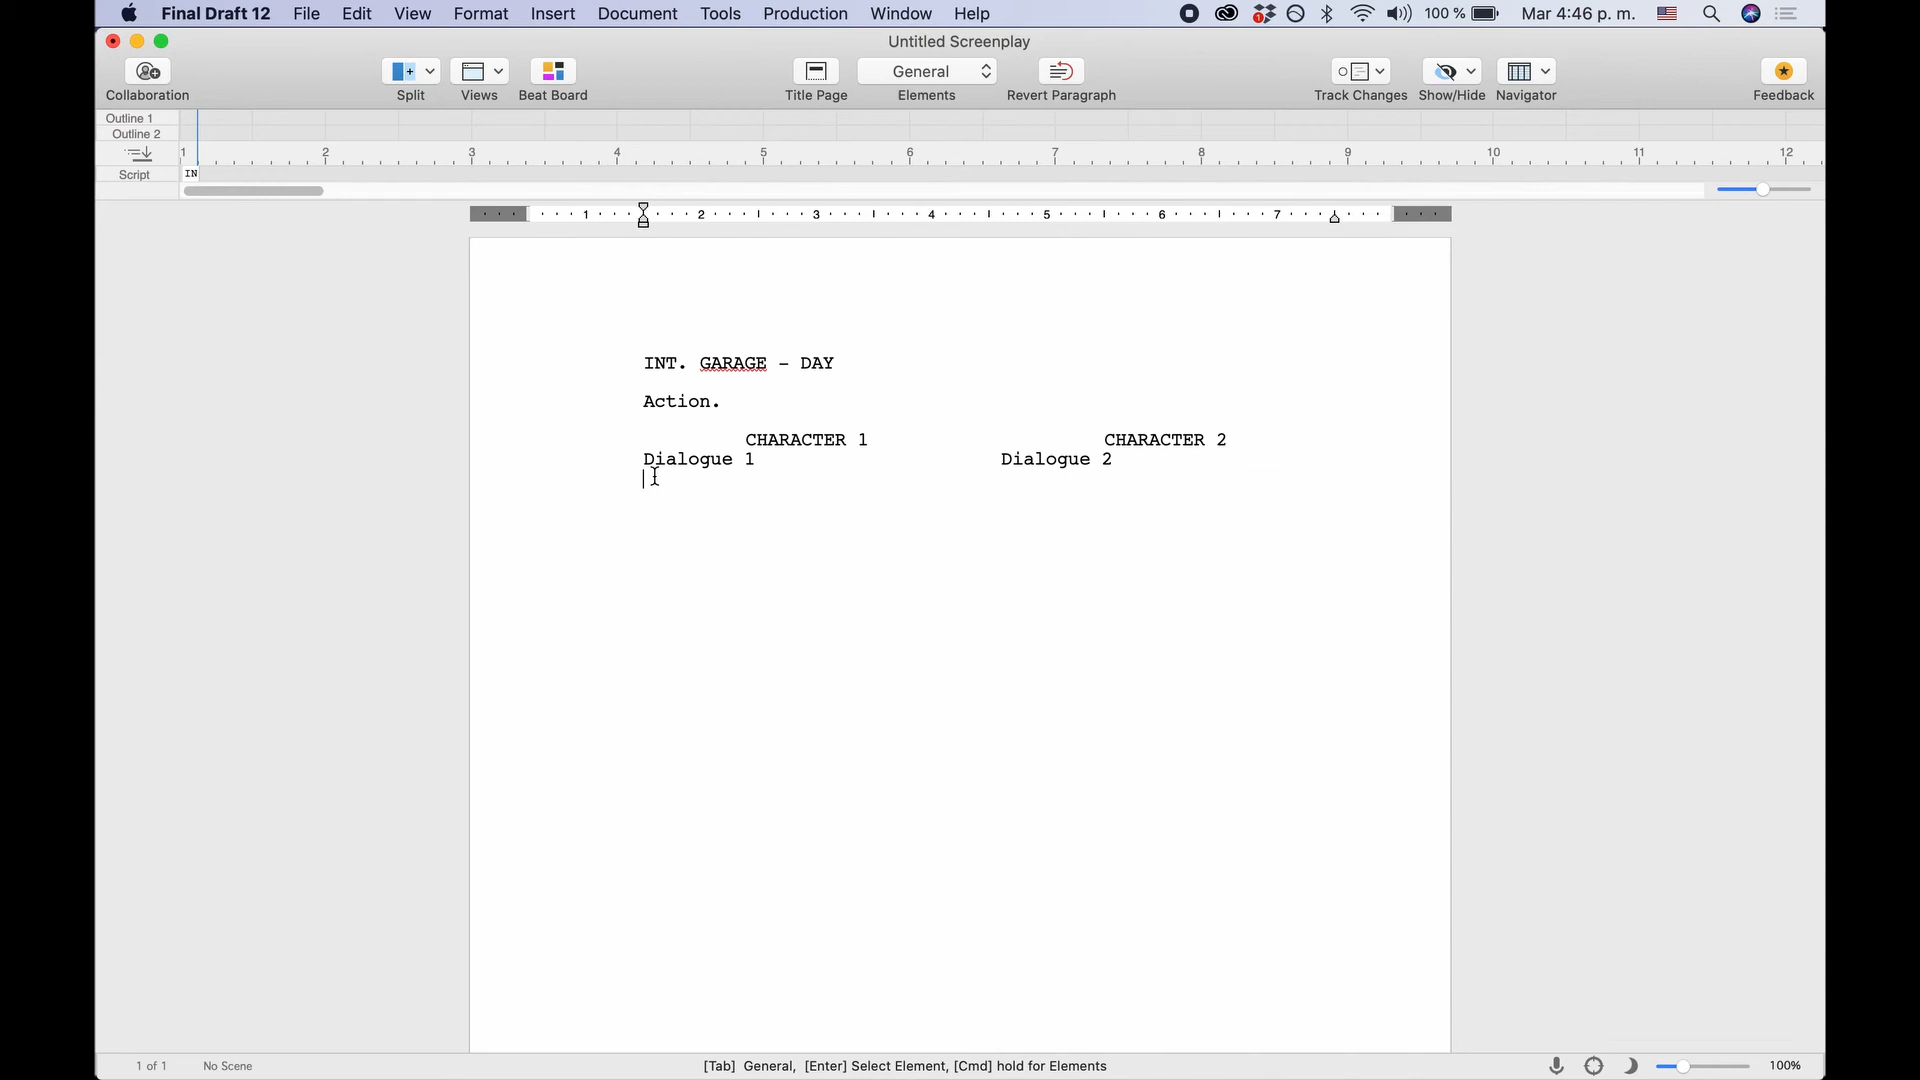 Final Draft 12 File Edit View Format Insert Document Tools Production Window Help 1 100 % Mar 4:46 p. m.
Untitled Screenplay
General
Collaboration Split Views Beat Board Title Page Elements Revert Paragraph Track Changes Show/Hide Navigator Feedback
Outline 1
Outline 2
1 2 3 4 5 6 7 8 9 10 11 12
Script IN
1 2 3 4 5 6 7
INT. GARAGE - DAY
Action.
CHARACTER 1 CHARACTER 2
Dialogue 1 Dialogue 2
1 of 1 No Scene [Tab] General, [Enter] Select Element, [Cmd] hold for Elements 100%